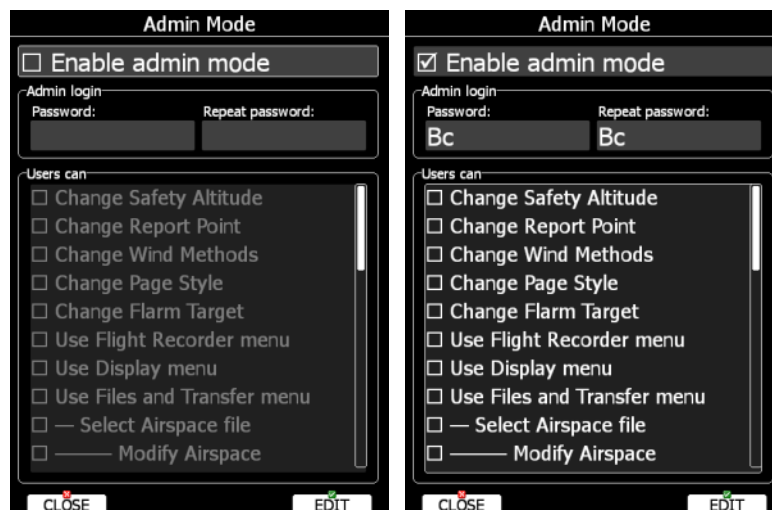 Admin Mode
☐ Enable admin mode
Admin login
Password: Repeat password:
Users can
☐ Change Safety Altitude
☐ Change Report Point
☐ Change Wind Methods
☐ Change Page Style
☐ Change Flarm Target
☐ Use Flight Recorder menu
☐ Use Display menu
☐ Use Files and Transfer menu
☐ — Select Airspace file
☐ ——— Modify Airspace
CLOSE EDIT
Admin Mode
☑ Enable admin mode
Admin login
Password: Repeat password:
Bc Bc
Users can
☐ Change Safety Altitude
☐ Change Report Point
☐ Change Wind Methods
☐ Change Page Style
☐ Change Flarm Target
☐ Use Flight Recorder menu
☐ Use Display menu
☐ Use Files and Transfer menu
☐ — Select Airspace file
☐ ——— Modify Airspace
CLOSE EDIT